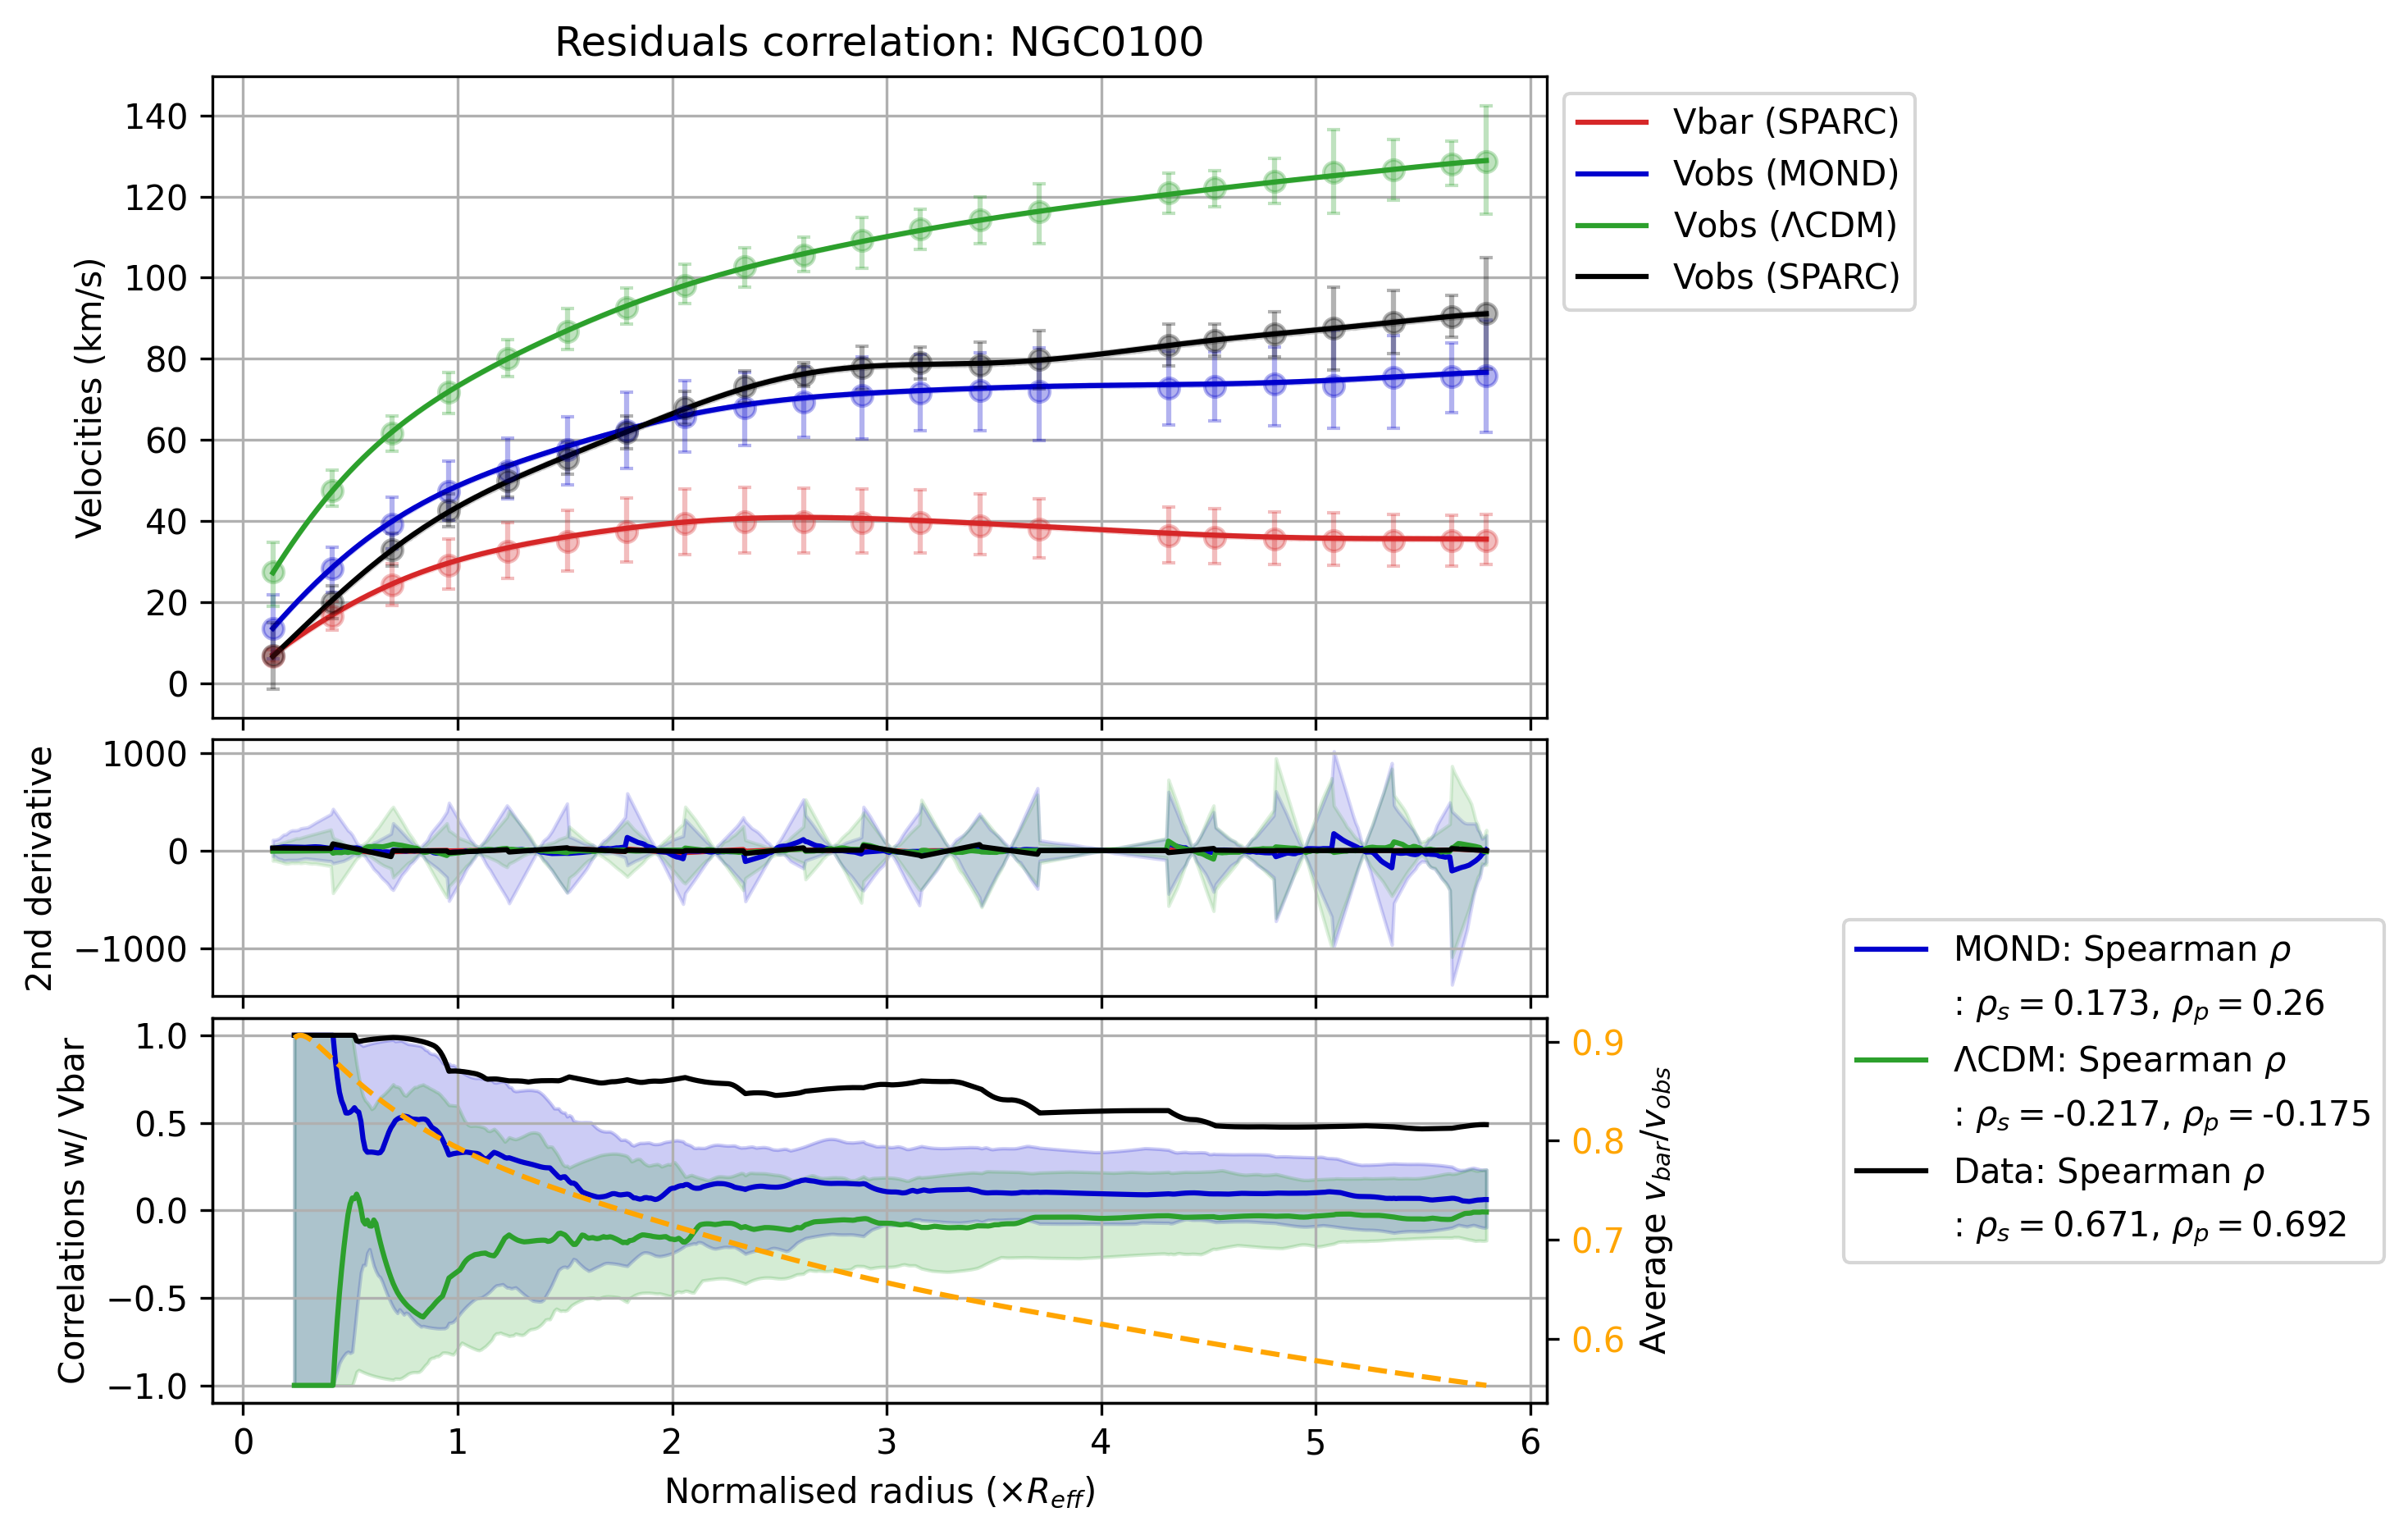 Residuals correlation: NGC0100
Velocities (km/s)
140
120
100
80
60
40
20
0
Vbar (SPARC)
Vobs (MOND)
Vobs (ΛCDM)
Vobs (SPARC)
2nd derivative
1000
0
−1000
Correlations w/ Vbar
1.0
0.5
0.0
−0.5
−1.0
0.9
0.8
0.7
0.6
Average v_bar/v_obs
MOND: Spearman ρ
: ρ_s = 0.173, ρ_p = 0.26
ΛCDM: Spearman ρ
: ρ_s = -0.217, ρ_p = -0.175
Data: Spearman ρ
: ρ_s = 0.671, ρ_p = 0.692
0 1 2 3 4 5 6
Normalised radius (×R_eff)